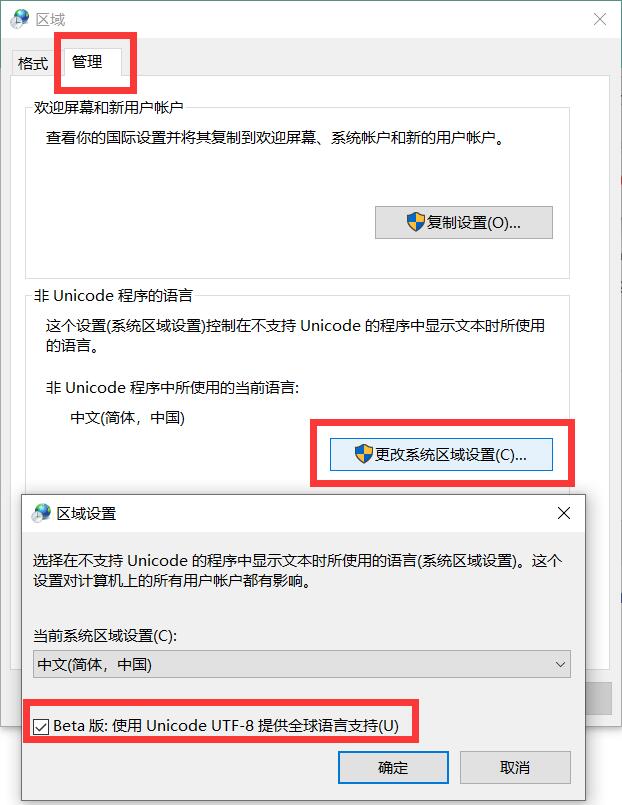 区域
格式
管理
欢迎屏幕和新用户帐户
查看你的国际设置并将其复制到欢迎屏幕、系统帐户和新的用户帐户。
复制设置(O)...
非 Unicode 程序的语言
这个设置(系统区域设置)控制在不支持 Unicode 的程序中显示文本时所使用
的语言。
非 Unicode 程序中所使用的当前语言:
中文(简体，中国)
更改系统区域设置(C)...
区域设置
选择在不支持 Unicode 的程序中显示文本时所使用的语言(系统区域设置)。这个
设置对计算机上的所有用户帐户都有影响。
当前系统区域设置(C):
中文(简体，中国)
Beta 版: 使用 Unicode UTF-8 提供全球语言支持(U)
确定
取消